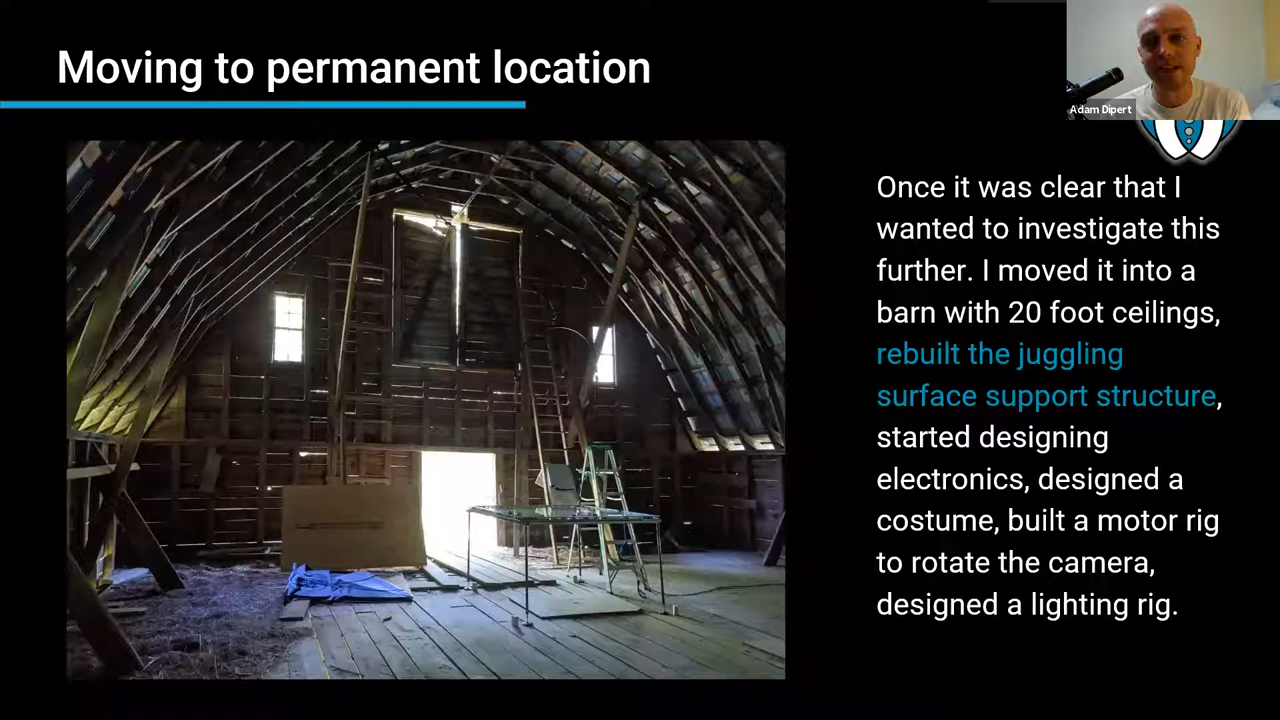 Moving to permanent location
Adam Dipert
Once it was clear that I
wanted to investigate this
further. I moved it into a
barn with 20 foot ceilings,
rebuilt the juggling
surface support structure,
started designing
electronics, designed a
costume, built a motor rig
to rotate the camera,
designed a lighting rig.